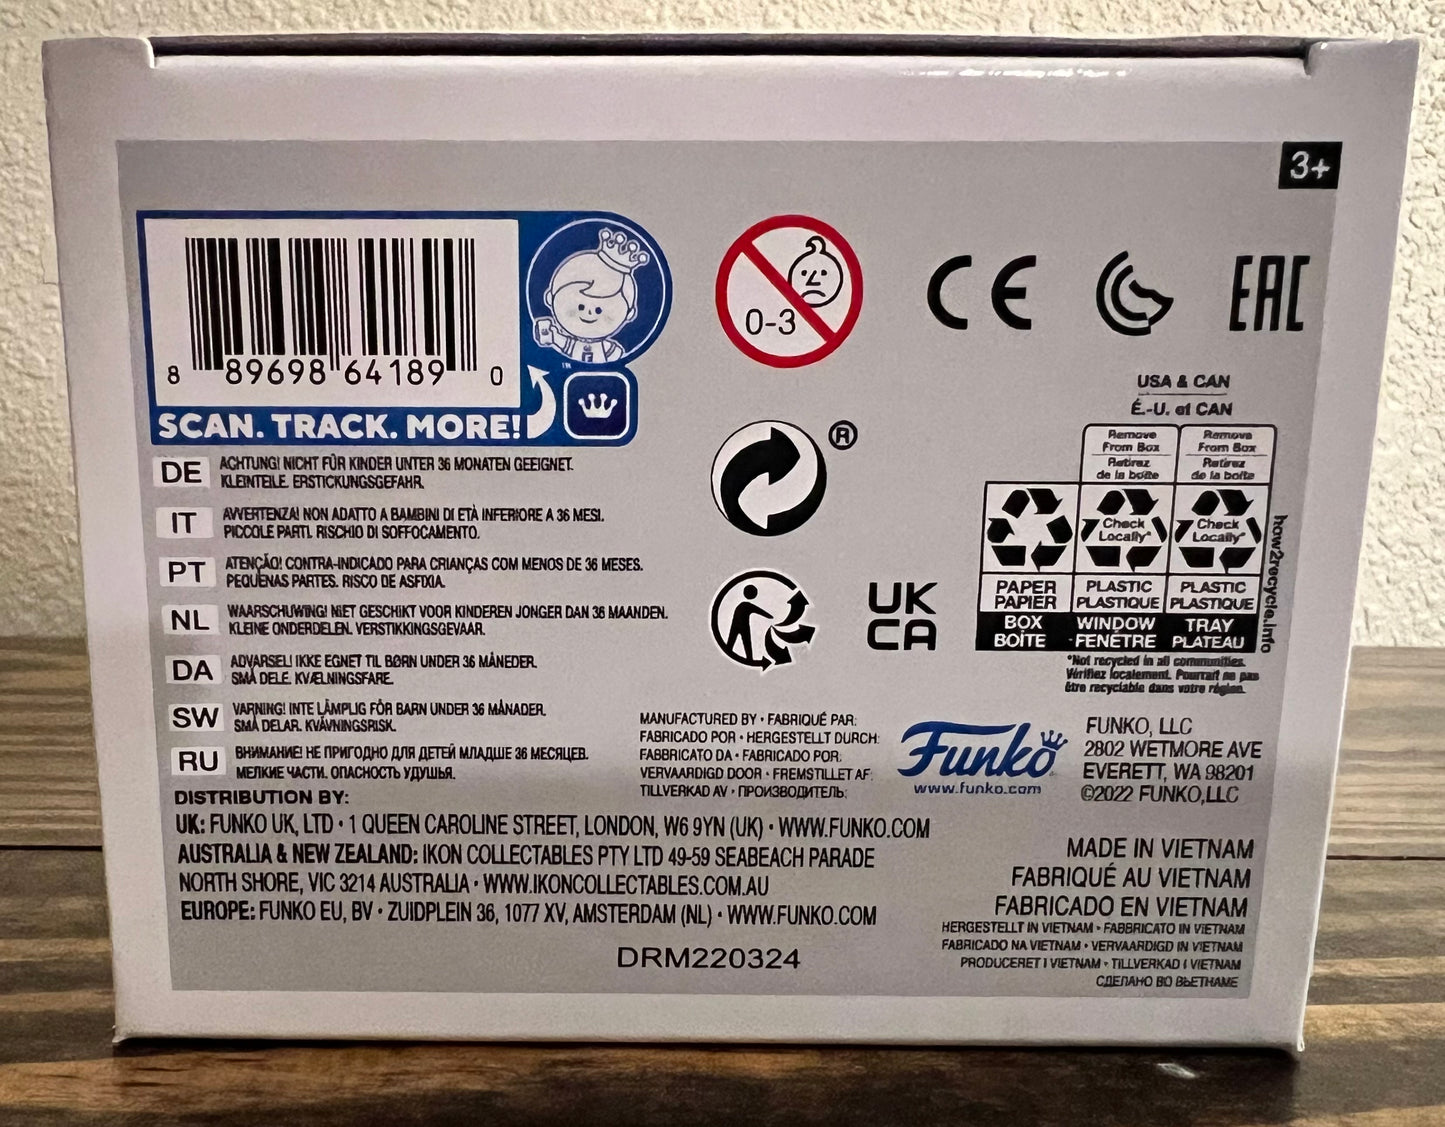 3+
8 89698 64189 0
SCAN. TRACK. MORE!
TM
0-3
CE
EAC
®
UK
CA
USA & CAN
É.-U. et CAN
Remove From Box
Retirez de la boîte
Remove From Box
Retirez de la boîte
Check Locally*
Check Locally*
PAPER
PAPIER
PLASTIC
PLASTIQUE
PLASTIC
PLASTIQUE
BOX
BOÎTE
WINDOW
FENÊTRE
TRAY
PLATEAU
how2recycle.info
*Not recycled in all communities.
Vérifiez localement. Pourrait ne pas
être recyclable dans votre région.
DE ACHTUNG! NICHT FÜR KINDER UNTER 36 MONATEN GEEIGNET.
KLEINTEILE. ERSTICKUNGSGEFAHR.
IT AVVERTENZA! NON ADATTO A BAMBINI DI ETÀ INFERIORE A 36 MESI.
PICCOLE PARTI. RISCHIO DI SOFFOCAMENTO.
PT ATENÇÃO! CONTRA-INDICADO PARA CRIANÇAS COM MENOS DE 36 MESES.
PEQUENAS PARTES. RISCO DE ASFIXIA.
NL WAARSCHUWING! NIET GESCHIKT VOOR KINDEREN JONGER DAN 36 MAANDEN.
KLEINE ONDERDELEN. VERSTIKKINGSGEVAAR.
DA ADVARSEL! IKKE EGNET TIL BØRN UNDER 36 MÅNEDER.
SMÅ DELE. KVÆLNINGSFARE.
SW VARNING! INTE LÄMPLIG FÖR BARN UNDER 36 MÅNADER.
SMÅ DELAR. KVÄVNINGSRISK.
RU ВНИМАНИЕ! НЕ ПРИГОДНО ДЛЯ ДЕТЕЙ МЛАДШЕ 36 МЕСЯЦЕВ.
МЕЛКИЕ ЧАСТИ. ОПАСНОСТЬ УДУШЬЯ.
MANUFACTURED BY • FABRIQUÉ PAR:
FABRICADO POR • HERGESTELLT DURCH:
FABBRICATO DA • FABRICADO POR:
VERVAARDIGD DOOR • FREMSTILLET AF:
TILLVERKAD AV • ПРОИЗВОДИТЕЛЬ:
Funko
www.funko.com
FUNKO, LLC
2802 WETMORE AVE
EVERETT, WA 98201
©2022 FUNKO,LLC
DISTRIBUTION BY:
UK: FUNKO UK, LTD • 1 QUEEN CAROLINE STREET, LONDON, W6 9YN (UK) • WWW.FUNKO.COM
AUSTRALIA & NEW ZEALAND: IKON COLLECTABLES PTY LTD 49-59 SEABEACH PARADE
NORTH SHORE, VIC 3214 AUSTRALIA • WWW.IKONCOLLECTABLES.COM.AU
EUROPE: FUNKO EU, BV • ZUIDPLEIN 36, 1077 XV, AMSTERDAM (NL) • WWW.FUNKO.COM
DRM220324
MADE IN VIETNAM
FABRIQUÉ AU VIETNAM
FABRICADO EN VIETNAM
HERGESTELLT IN VIETNAM • FABBRICATO IN VIETNAM
FABRICADO NA VIETNAM • VERVAARDIGD IN VIETNAM
PRODUCERET I VIETNAM • TILLVERKAD I VIETNAM
СДЕЛАНО ВО ВЬЕТНАМЕ